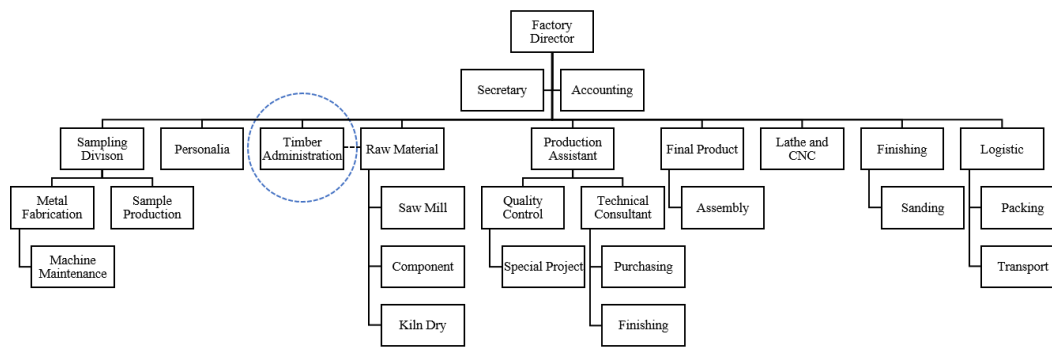 Factory
Director
Secretary
Accounting
Sampling
Divison
Personalia
Timber
Administration
Raw Material
Production
Assistant
Final Product
Lathe and
CNC
Finishing
Logistic
Metal
Fabrication
Sample
Production
Saw Mill
Quality
Control
Technical
Consultant
Assembly
Sanding
Packing
Machine
Maintenance
Component
Special Project
Purchasing
Transport
Kiln Dry
Finishing